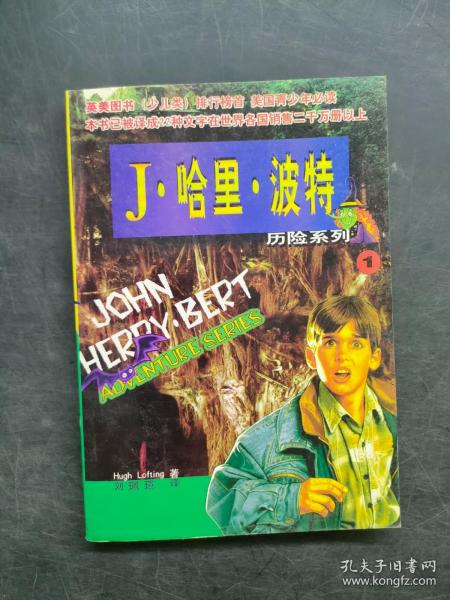 英美图书（少儿类）排行榜首 美国青少年必读
本书已被译成22种文字在世界各国销售二千万册以上
J·哈里·波特
历险系列
1
JOHN
HERRY·BERT
ADVENTURE SERIES
Hugh Lofting 著
译
孔夫子旧书网
www.kongfz.com